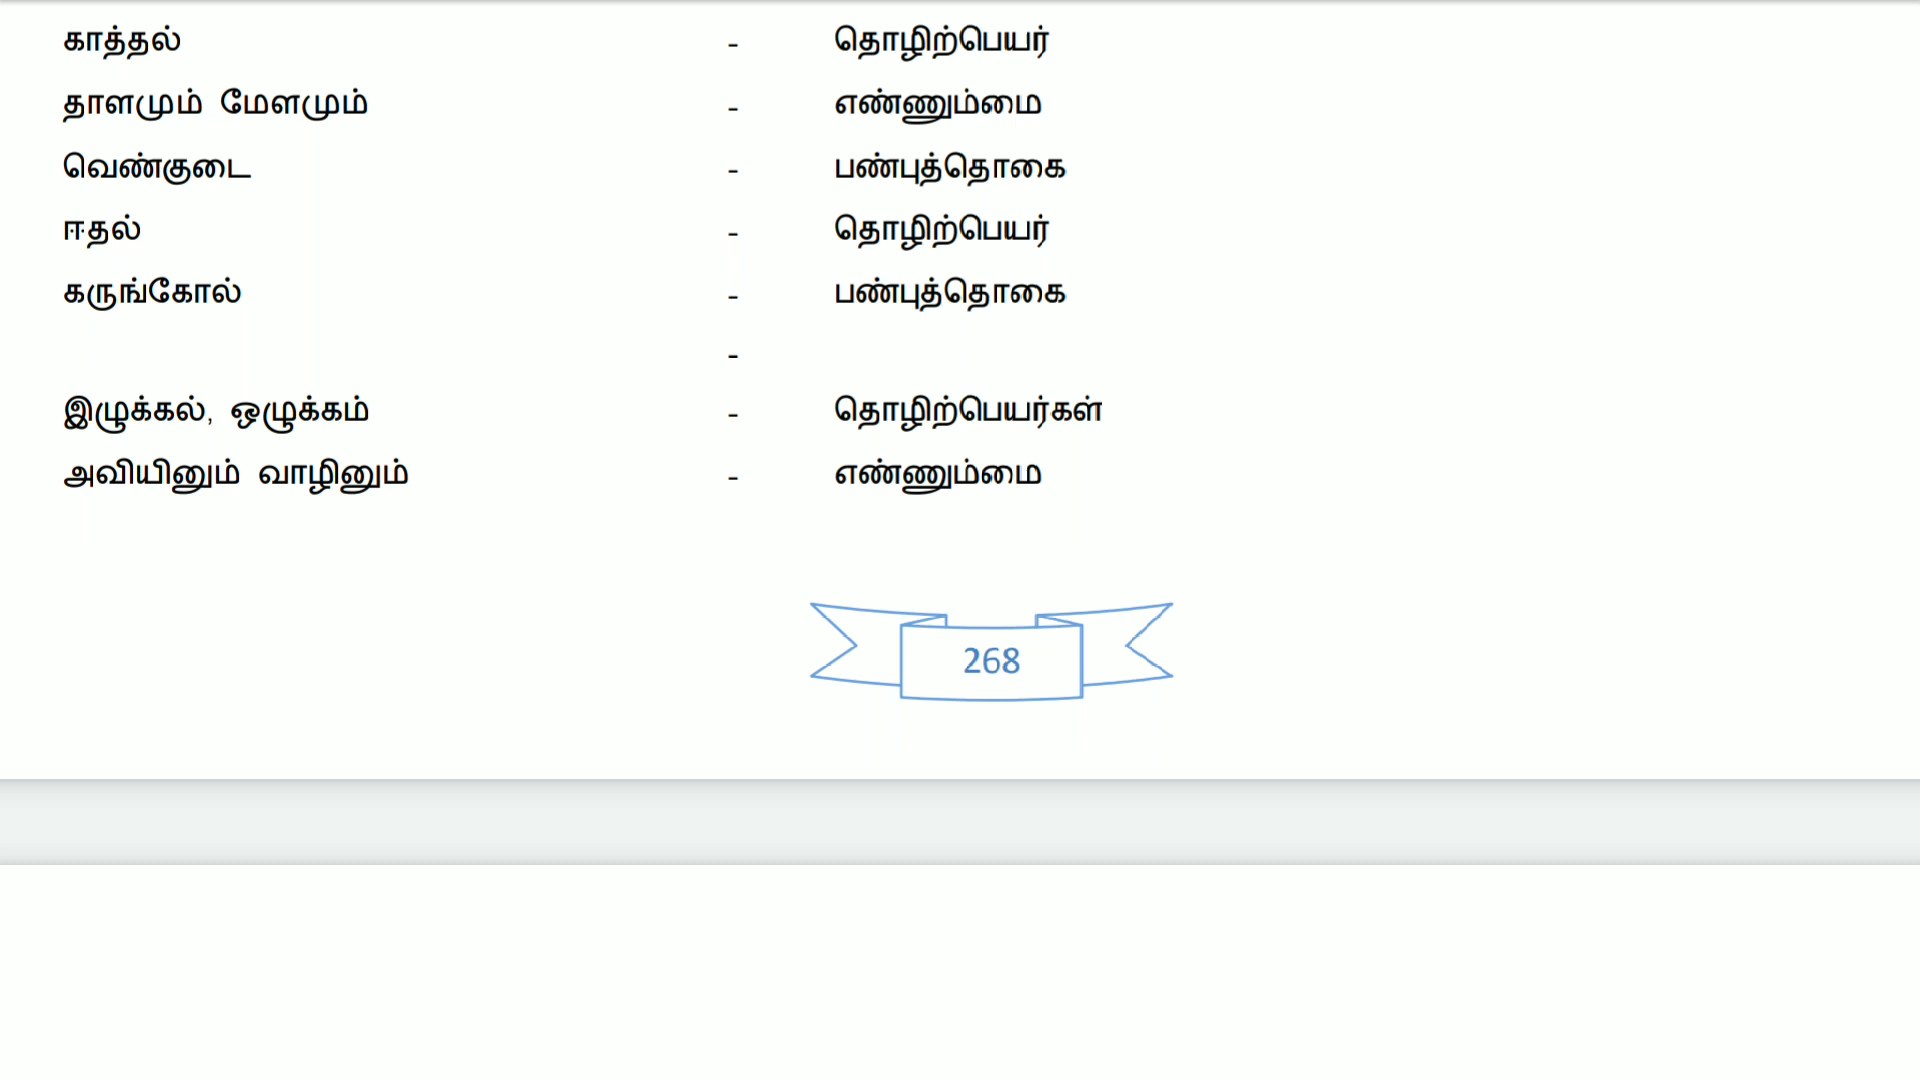 காத்தல் - தொழிற்பெயர்
தாளமும் மேளமும் - எண்ணும்மை
வெண்குடை - பண்புத்தொகை
ஈதல் - தொழிற்பெயர்
கருங்கோல் - பண்புத்தொகை
-
இழுக்கல், ஒழுக்கம் - தொழிற்பெயர்கள்
அவியினும் வாழினும் - எண்ணும்மை
268